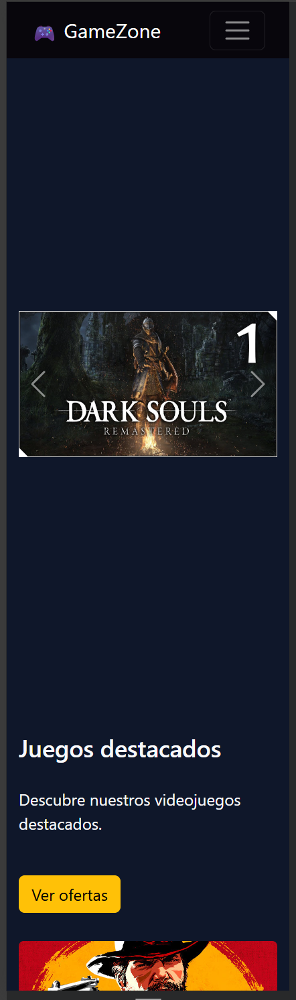 GameZone
1
DARK SOULS
REMASTERED
Juegos destacados
Descubre nuestros videojuegos
destacados.
Ver ofertas